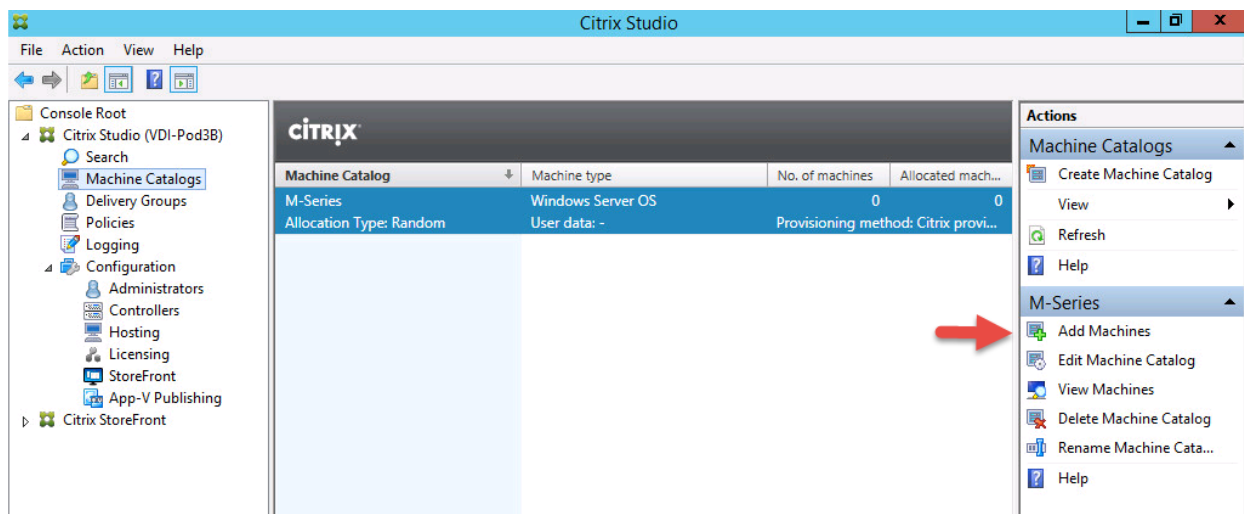 Citrix Studio
File Action View Help
Console Root
Citrix Studio (VDI-Pod3B)
Search
Machine Catalogs
Delivery Groups
Policies
Logging
Configuration
Administrators
Controllers
Hosting
Licensing
StoreFront
App-V Publishing
Citrix StoreFront
CITRIX
Machine Catalog Machine type No. of machines Allocated mach...
M-Series Windows Server OS 0 0
Allocation Type: Random User data: - Provisioning method: Citrix provi...
Actions
Machine Catalogs
Create Machine Catalog
View
Refresh
Help
M-Series
Add Machines
Edit Machine Catalog
View Machines
Delete Machine Catalog
Rename Machine Cata...
Help